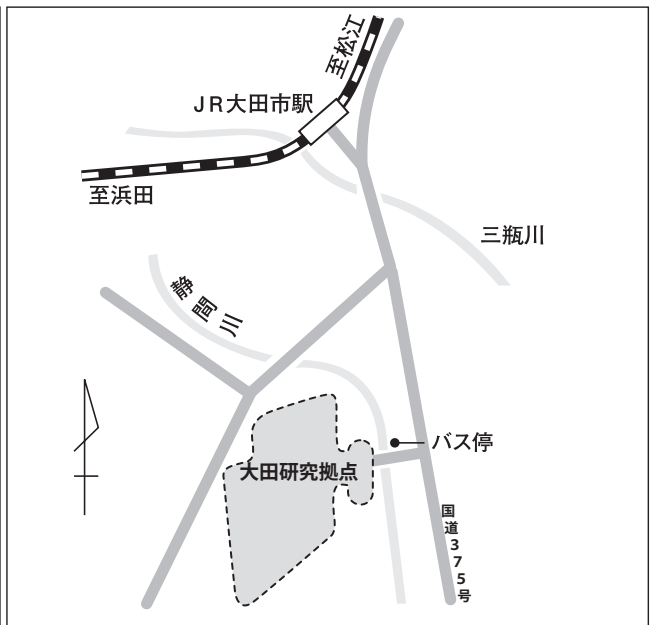 至松江
JR大田市駅
至浜田
三瓶川
静間川
バス停
大田研究拠点
国道375号